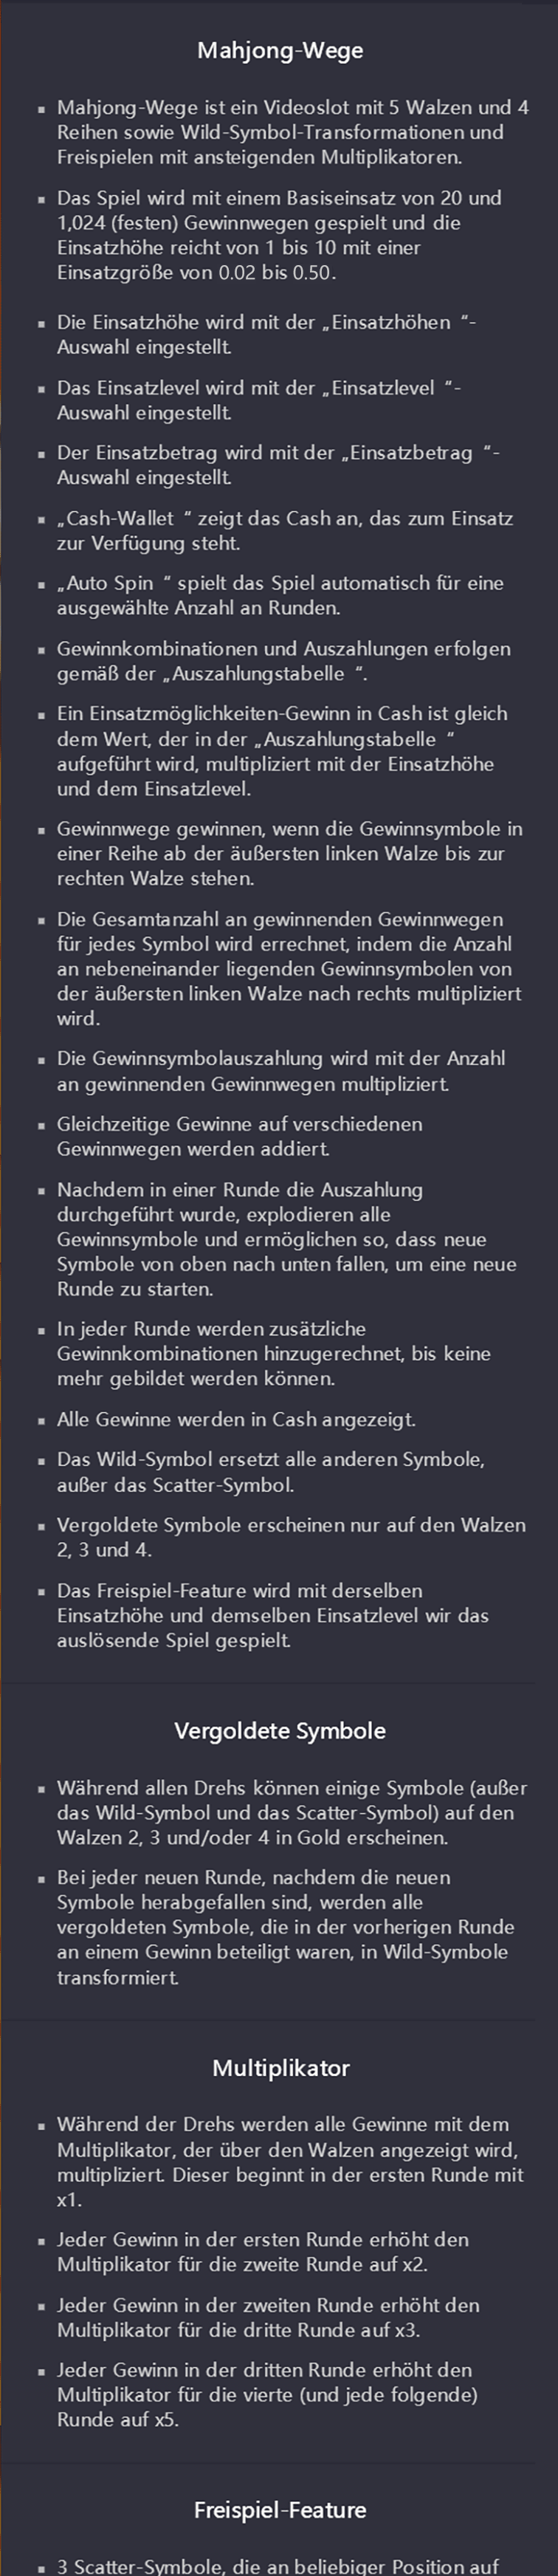 Mahjong-Wege
▪ Mahjong-Wege ist ein Videoslot mit 5 Walzen und 4
Reihen sowie Wild-Symbol-Transformationen und
Freispielen mit ansteigenden Multiplikatoren.
▪ Das Spiel wird mit einem Basiseinsatz von 20 und
1,024 (festen) Gewinnwegen gespielt und die
Einsatzhöhe reicht von 1 bis 10 mit einer
Einsatzgröße von 0.02 bis 0.50.
▪ Die Einsatzhöhe wird mit der „Einsatzhöhen “-
Auswahl eingestellt.
▪ Das Einsatzlevel wird mit der „Einsatzlevel “-
Auswahl eingestellt.
▪ Der Einsatzbetrag wird mit der „Einsatzbetrag “-
Auswahl eingestellt.
▪ „Cash-Wallet “ zeigt das Cash an, das zum Einsatz
zur Verfügung steht.
▪ „Auto Spin “ spielt das Spiel automatisch für eine
ausgewählte Anzahl an Runden.
▪ Gewinnkombinationen und Auszahlungen erfolgen
gemäß der „Auszahlungstabelle “.
▪ Ein Einsatzmöglichkeiten-Gewinn in Cash ist gleich
dem Wert, der in der „Auszahlungstabelle “
aufgeführt wird, multipliziert mit der Einsatzhöhe
und dem Einsatzlevel.
▪ Gewinnwege gewinnen, wenn die Gewinnsymbole in
einer Reihe ab der äußersten linken Walze bis zur
rechten Walze stehen.
▪ Die Gesamtanzahl an gewinnenden Gewinnwegen
für jedes Symbol wird errechnet, indem die Anzahl
an nebeneinander liegenden Gewinnsymbolen von
der äußersten linken Walze nach rechts multipliziert
wird.
▪ Die Gewinnsymbolauszahlung wird mit der Anzahl
an gewinnenden Gewinnwegen multipliziert.
▪ Gleichzeitige Gewinne auf verschiedenen
Gewinnwegen werden addiert.
▪ Nachdem in einer Runde die Auszahlung
durchgeführt wurde, explodieren alle
Gewinnsymbole und ermöglichen so, dass neue
Symbole von oben nach unten fallen, um eine neue
Runde zu starten.
▪ In jeder Runde werden zusätzliche
Gewinnkombinationen hinzugerechnet, bis keine
mehr gebildet werden können.
▪ Alle Gewinne werden in Cash angezeigt.
▪ Das Wild-Symbol ersetzt alle anderen Symbole,
außer das Scatter-Symbol.
▪ Vergoldete Symbole erscheinen nur auf den Walzen
2, 3 und 4.
▪ Das Freispiel-Feature wird mit derselben
Einsatzhöhe und demselben Einsatzlevel wir das
auslösende Spiel gespielt.
Vergoldete Symbole
▪ Während allen Drehs können einige Symbole (außer
das Wild-Symbol und das Scatter-Symbol) auf den
Walzen 2, 3 und/oder 4 in Gold erscheinen.
▪ Bei jeder neuen Runde, nachdem die neuen
Symbole herabgefallen sind, werden alle
vergoldeten Symbole, die in der vorherigen Runde
an einem Gewinn beteiligt waren, in Wild-Symbole
transformiert.
Multiplikator
▪ Während der Drehs werden alle Gewinne mit dem
Multiplikator, der über den Walzen angezeigt wird,
multipliziert. Dieser beginnt in der ersten Runde mit
x1.
▪ Jeder Gewinn in der ersten Runde erhöht den
Multiplikator für die zweite Runde auf x2.
▪ Jeder Gewinn in der zweiten Runde erhöht den
Multiplikator für die dritte Runde auf x3.
▪ Jeder Gewinn in der dritten Runde erhöht den
Multiplikator für die vierte (und jede folgende)
Runde auf x5.
Freispiel-Feature
▪ 3 Scatter-Symbole, die an beliebiger Position auf